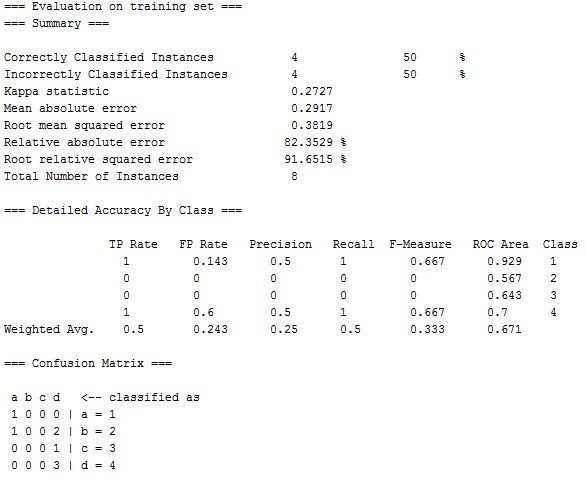 === Evaluation on training set ===
=== Summary ===
Correctly Classified Instances 4 50 %
Incorrectly Classified Instances 4 50 %
Kappa statistic 0.2727
Mean absolute error 0.2917
Root mean squared error 0.3819
Relative absolute error 82.3529 %
Root relative squared error 91.6515 %
Total Number of Instances 8
=== Detailed Accuracy By Class ===
TP Rate FP Rate Precision Recall F-Measure ROC Area Class
1 0.143 0.5 1 0.667 0.929 1
0 0 0 0 0 0.567 2
0 0 0 0 0 0.643 3
1 0.6 0.5 1 0.667 0.7 4
Weighted Avg. 0.5 0.243 0.25 0.5 0.333 0.671
=== Confusion Matrix ===
a b c d <-- classified as
1 0 0 0 | a = 1
1 0 0 2 | b = 2
0 0 0 1 | c = 3
0 0 0 3 | d = 4